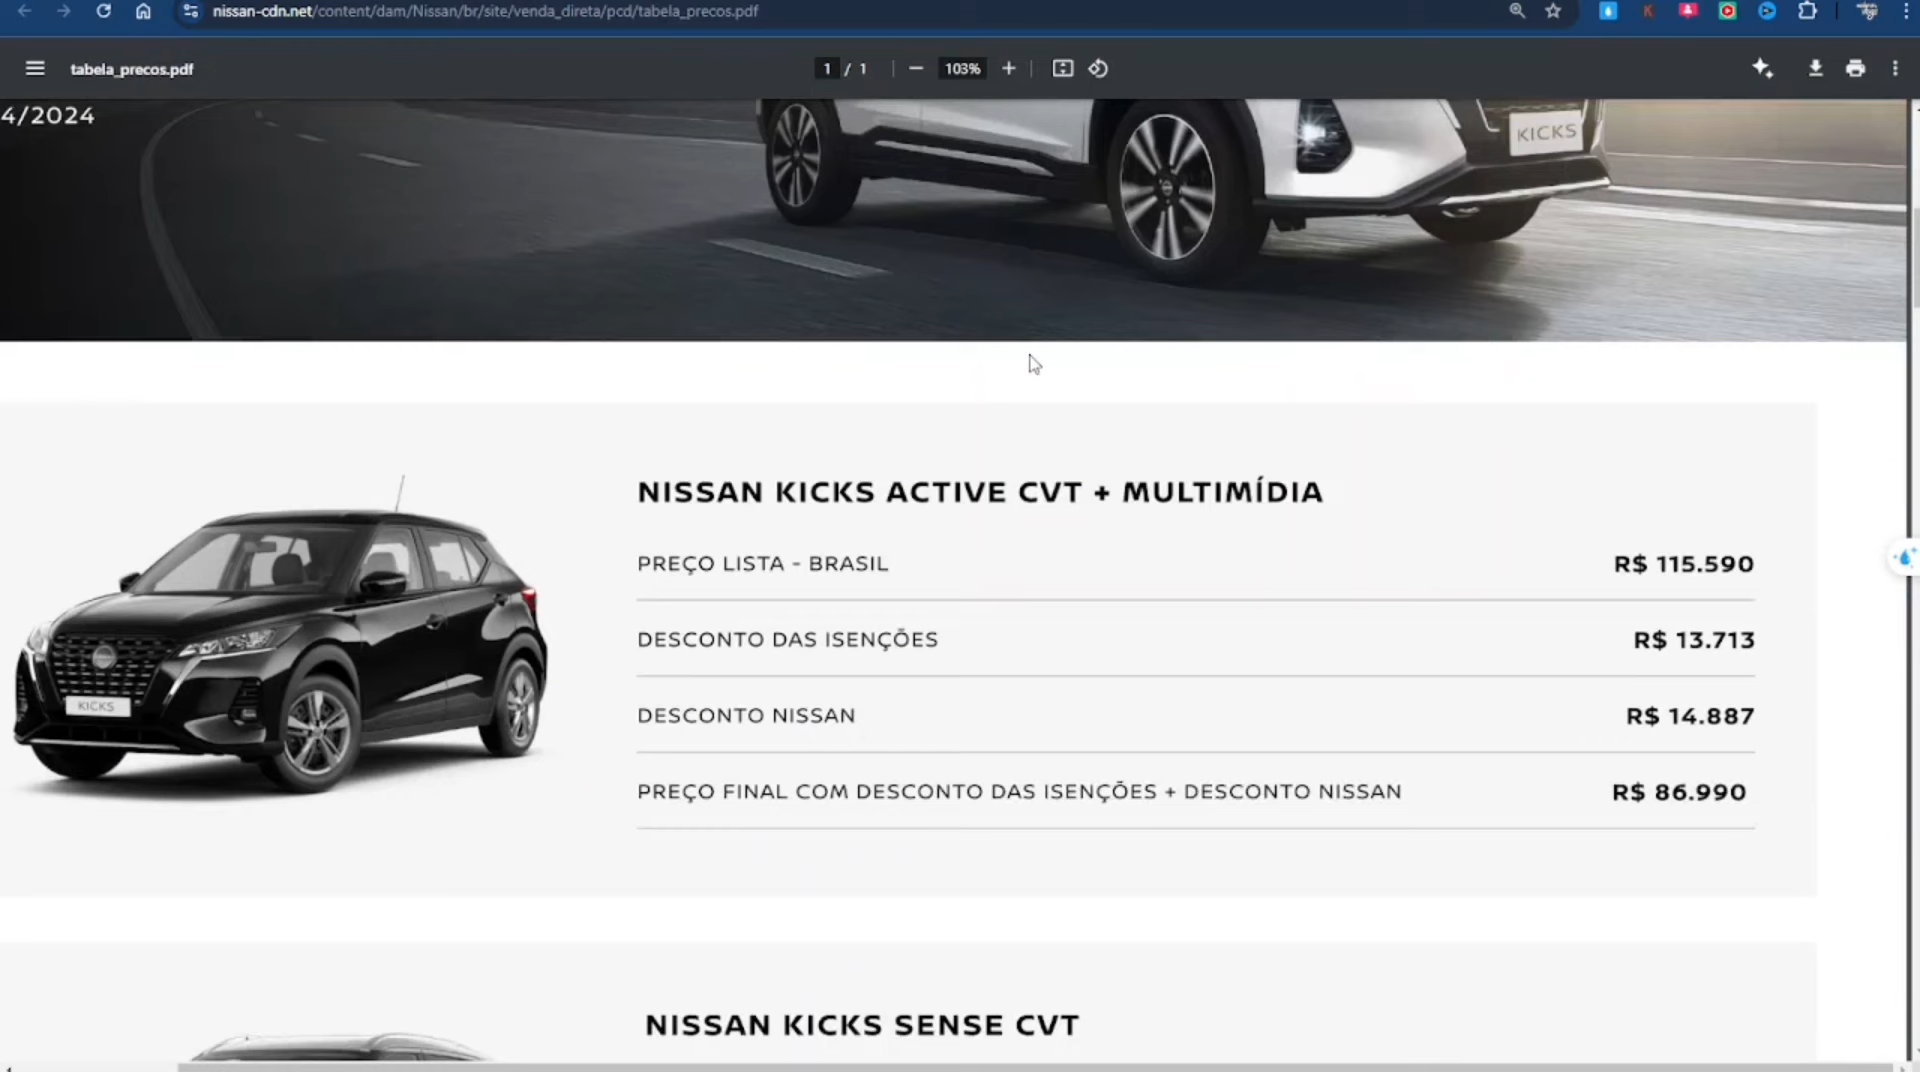 nissan-cdn.net/content/dam/Nissan/br/site/venda_direta/pcd/tabela_precos.pdf
tabela_precos.pdf
1 / 1
103%
4/2024
KICKS
NISSAN KICKS ACTIVE CVT + MULTIMÍDIA
PREÇO LISTA - BRASIL R$ 115.590
DESCONTO DAS ISENÇÕES R$ 13.713
DESCONTO NISSAN R$ 14.887
KICKS
PREÇO FINAL COM DESCONTO DAS ISENÇÕES + DESCONTO NISSAN R$ 86.990
NISSAN KICKS SENSE CVT